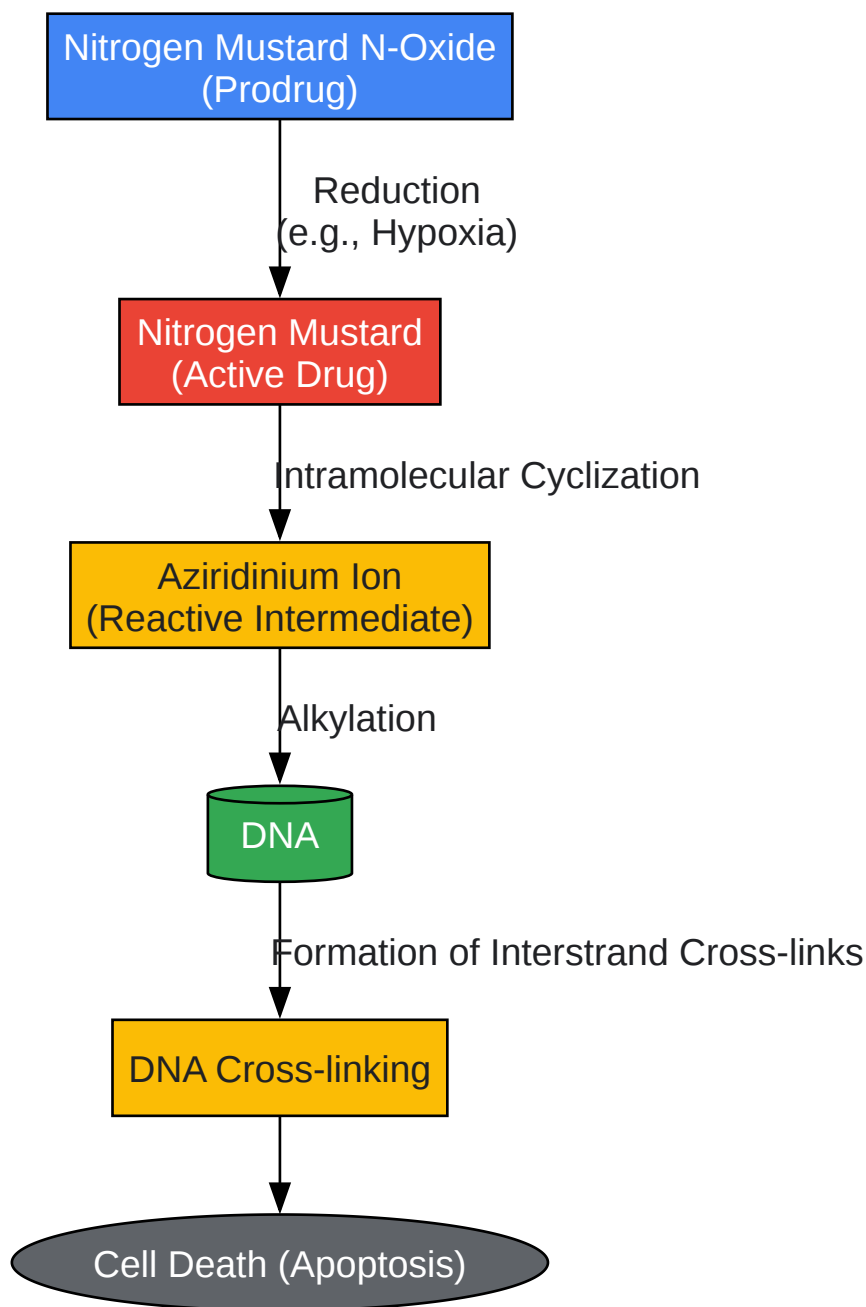 Nitrogen Mustard N-Oxide
(Prodrug)
Reduction
(e.g., Hypoxia)
Nitrogen Mustard
(Active Drug)
Intramolecular Cyclization
Aziridinium Ion
(Reactive Intermediate)
Alkylation
DNA
Formation of Interstrand Cross-links
DNA Cross-linking
Cell Death (Apoptosis)